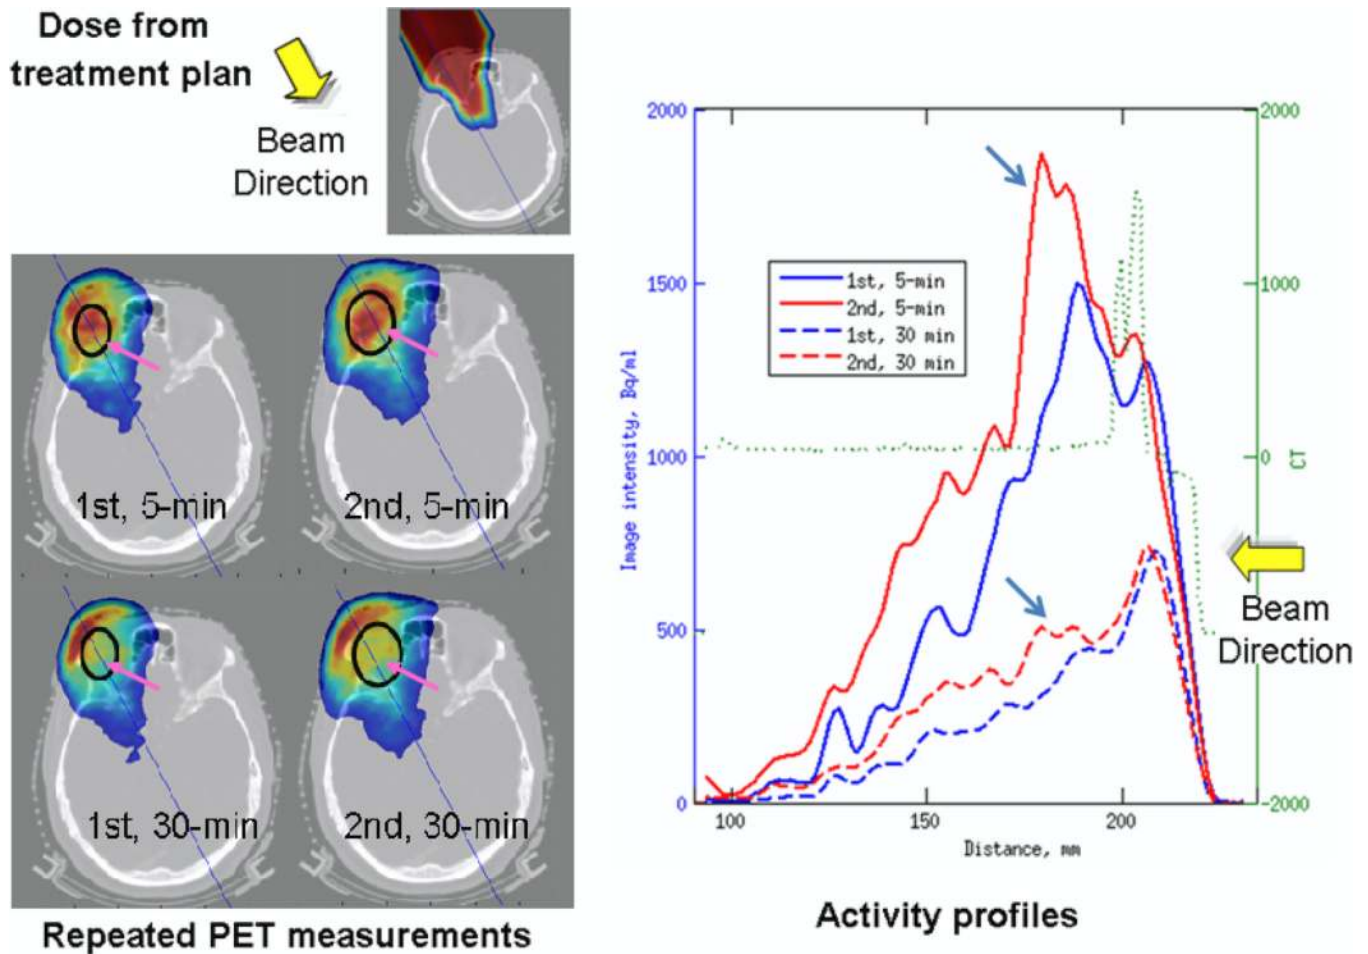 Dose from
treatment plan
Beam
Direction
1st, 5-min
2nd, 5-min
1st, 30-min
2nd, 30-min
Repeated PET measurements
2000
1500
1000
500
0
Image intensity, Bq/ml
1st, 5-min
2nd, 5-min
1st, 30 min
2nd, 30 min
2000
1000
0
-2000
CT
Beam
Direction
100
150
200
Distance, mm
Activity profiles